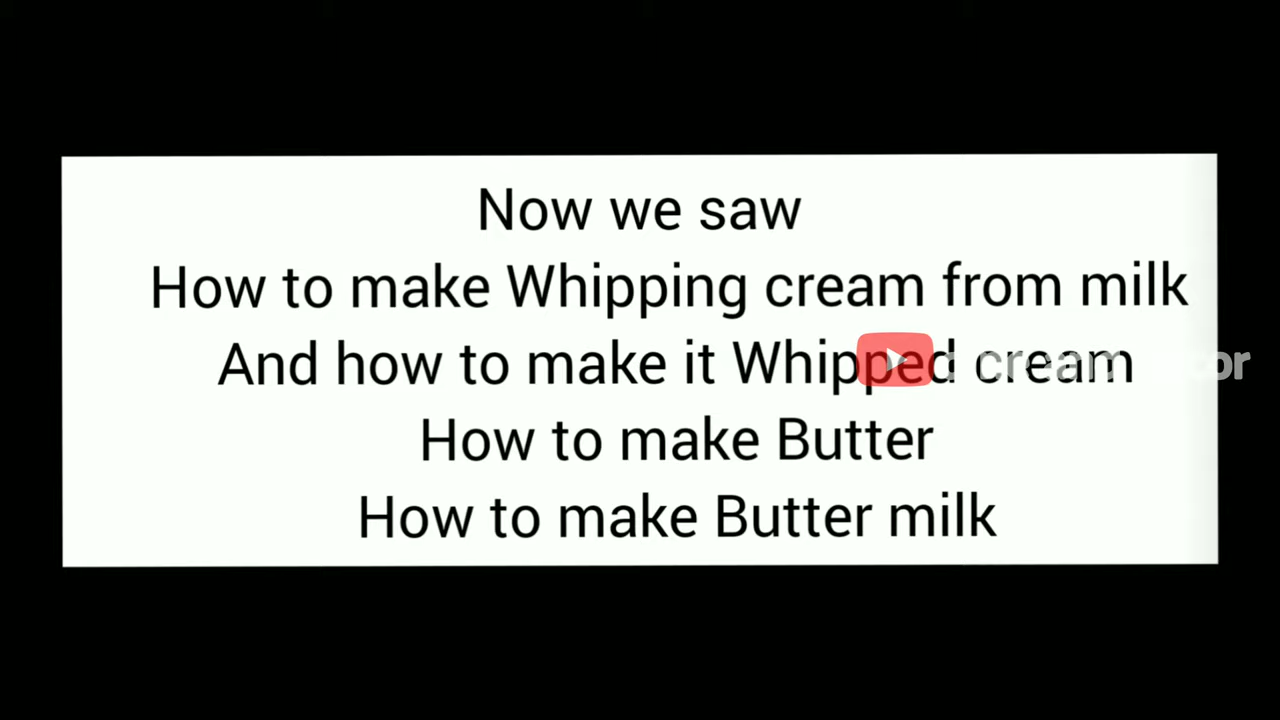 Now we saw
How to make Whipping cream from milk
And how to make it Whipped cream
How to make Butter
How to make Butter milk